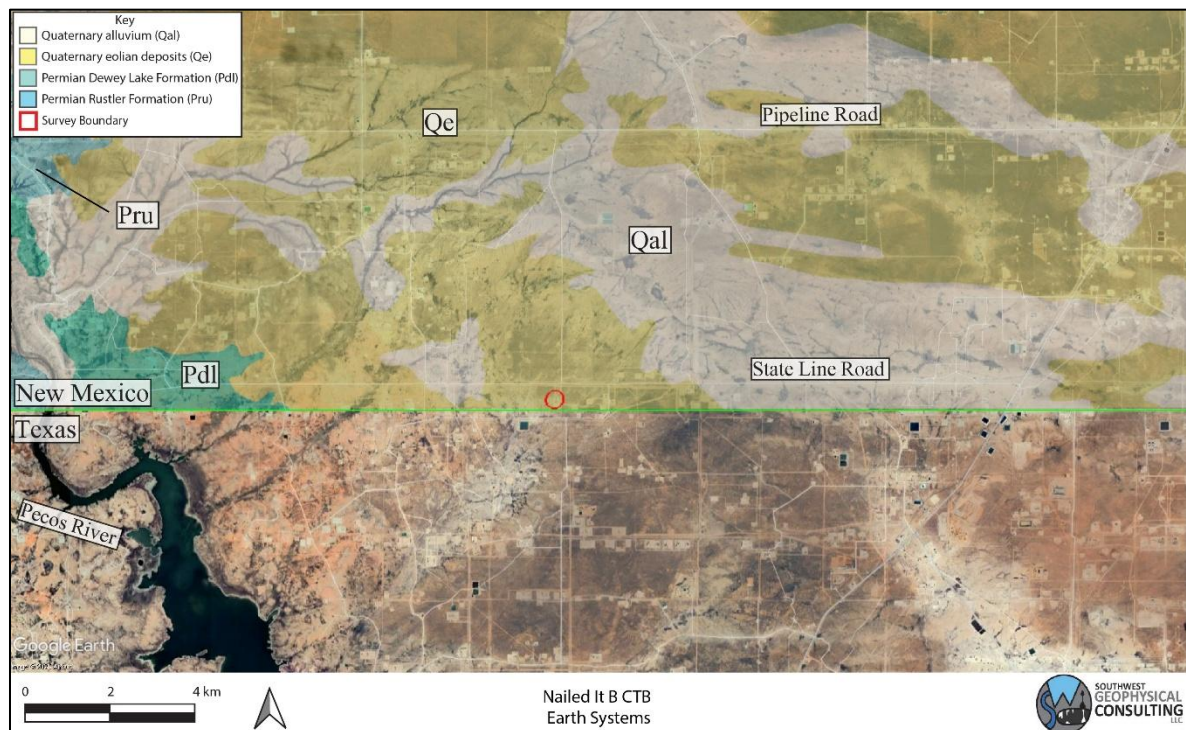 Key
Quaternary alluvium (Qal)
Quaternary eolian deposits (Qe)
Permian Dewey Lake Formation (Pdl)
Permian Rustler Formation (Pru)
Survey Boundary
Qe
Pipeline Road
Pru
Qal
Pdl
State Line Road
New Mexico
Texas
Pecos River
Google Earth
0 2 4 km
Nailed It B CTB
Earth Systems
SOUTHWEST
GEOPHYSICAL
CONSULTING
LLC